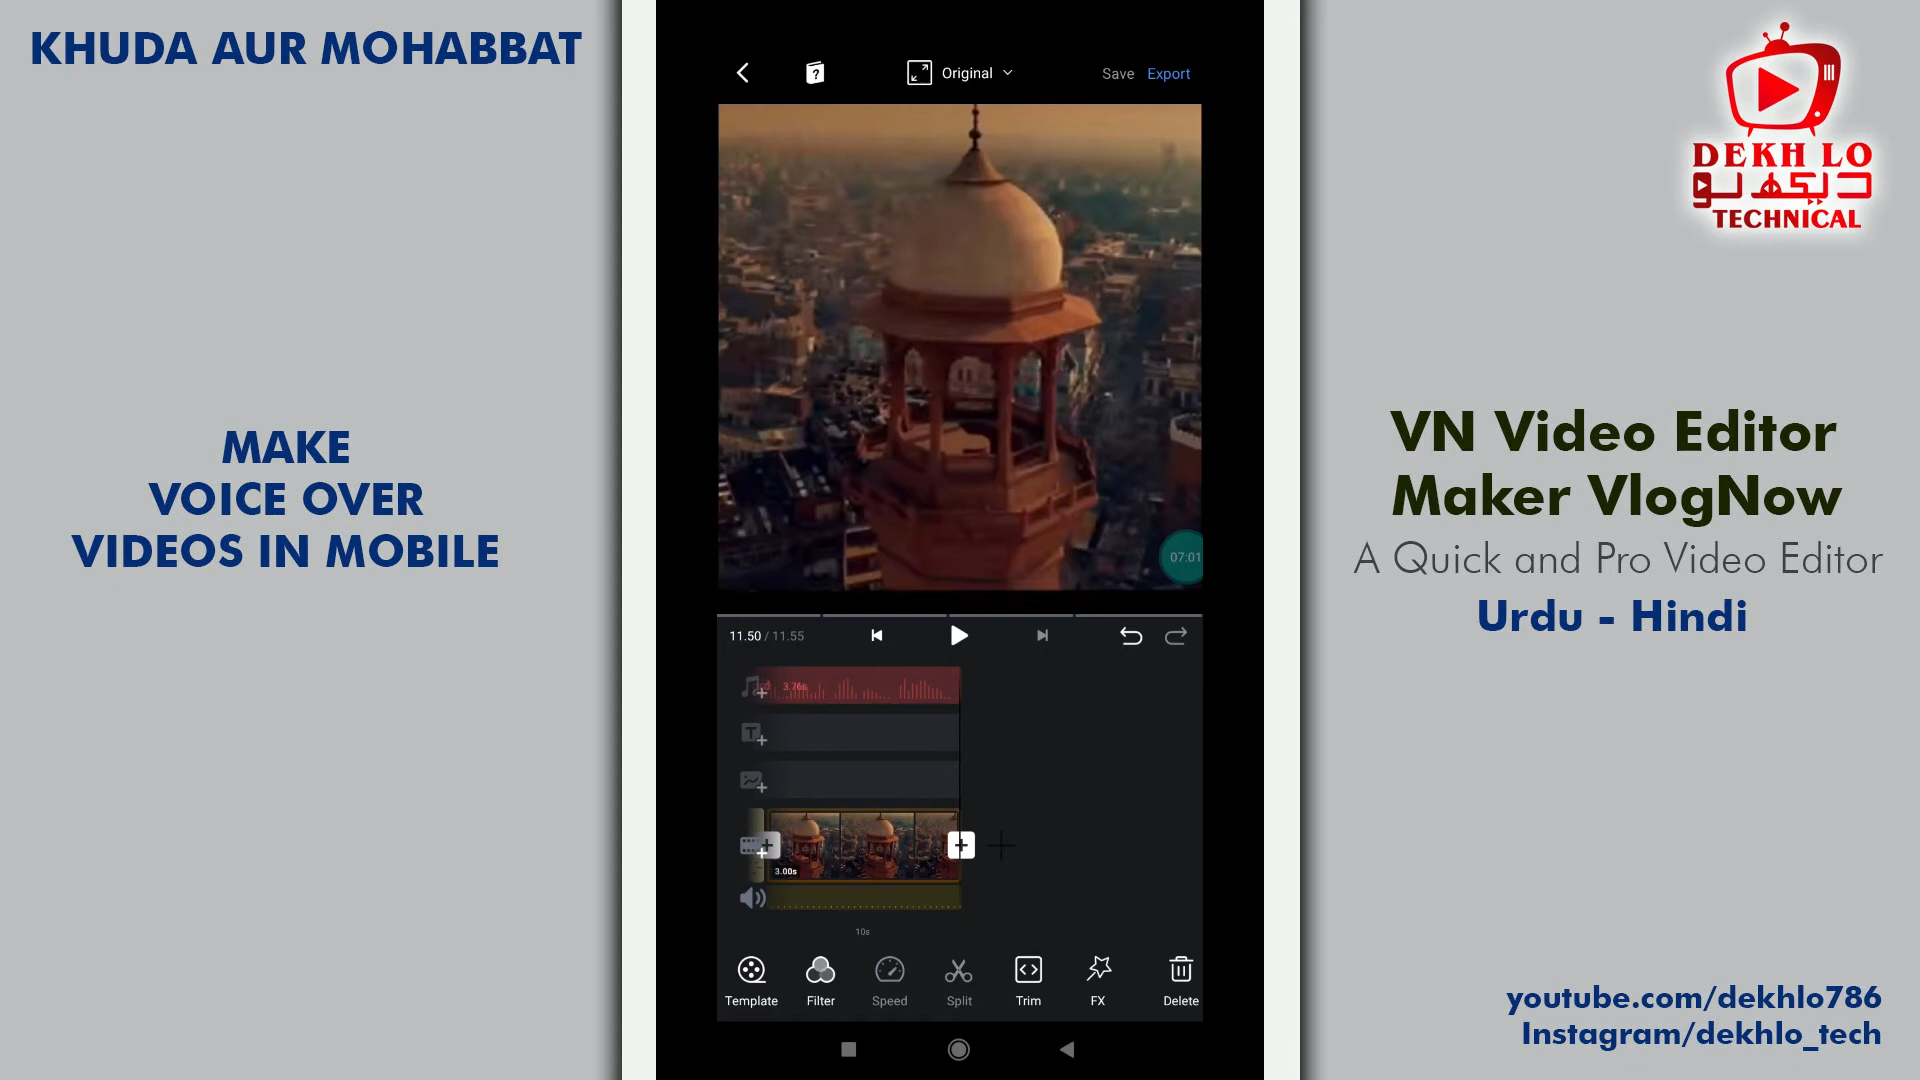 KHUDA AUR MOHABBAT
MAKE
VOICE OVER
VIDEOS IN MOBILE
Original
Save Export
07:01
11.50 / 11.55
3.76s
3.00s
10s
Template Filter Speed Split Trim FX Delete
DEKH LO
دیکھ لو
TECHNICAL
VN Video Editor
Maker VlogNow
A Quick and Pro Video Editor
Urdu - Hindi
youtube.com/dekhlo786
Instagram/dekhlo_tech